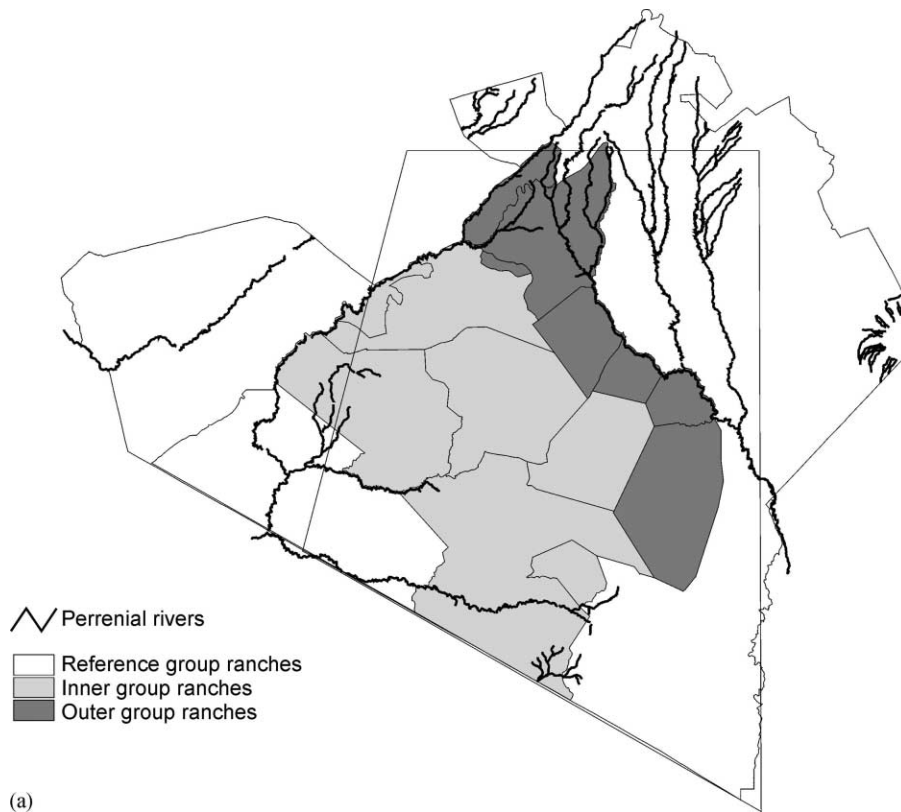 Perrenial rivers
Reference group ranches
Inner group ranches
Outer group ranches
(a)